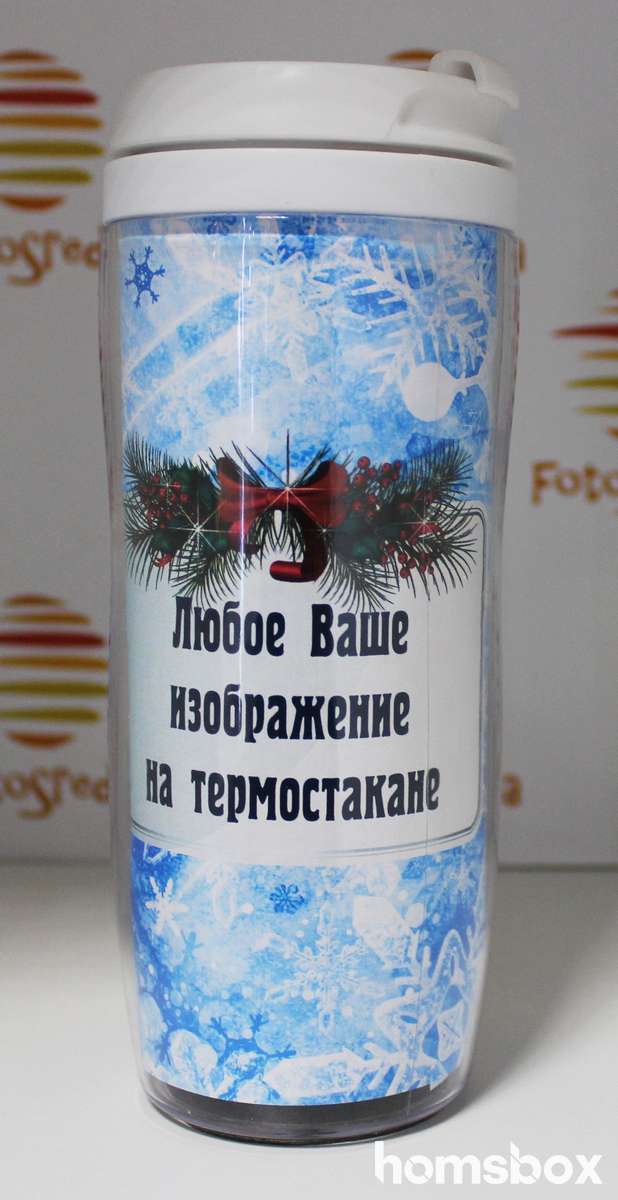 Любое Ваше
изображение
на термостакане
homsbox